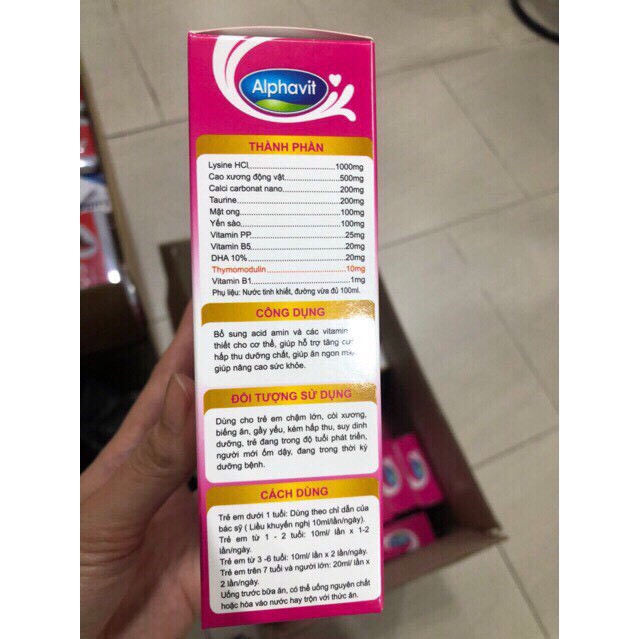 Alphavit
THÀNH PHẦN
Lysine HCl............................1000mg
Cao xương động vật..................500mg
Calci carbonat nano..................200mg
Taurine..................................200mg
Mật ong.................................100mg
Yến sào.................................100mg
Vitamin PP..............................25mg
Vitamin B5..............................20mg
DHA 10%................................20mg
Thymomodulin.........................10mg
Vitamin B1................................1mg
Phụ liệu: Nước tinh khiết, đường vừa đủ 100ml.
CÔNG DỤNG
Bổ sung acid amin và các vitamin
thiết cho cơ thể, giúp hỗ trợ tăng cư
hấp thu dưỡng chất, giúp ăn ngon m
giúp nâng cao sức khỏe.
ĐỐI TƯỢNG SỬ DỤNG
Dùng cho trẻ em chậm lớn, còi xương,
biếng ăn, gầy yếu, kém hấp thu, suy dinh
dưỡng, trẻ đang trong độ tuổi phát triển,
người mới ốm dậy, đang trong thời kỳ
dưỡng bệnh.
CÁCH DÙNG
Trẻ em dưới 1 tuổi: Dùng theo chỉ dẫn của
bác sỹ ( Liều khuyến nghị 10ml/lần/ngày).
Trẻ em từ 1 - 2 tuổi: 10ml/ lần x 1-2
lần/ngày.
Trẻ em từ 3 -6 tuổi: 10ml/ lần x 2 lần/ngày.
Trẻ em trên 7 tuổi và người lớn: 20ml/ lần x
2 lần/ngày.
Uống trước bữa ăn, có thể uống nguyên chất
hoặc hòa vào nước hay trộn với thức ăn.